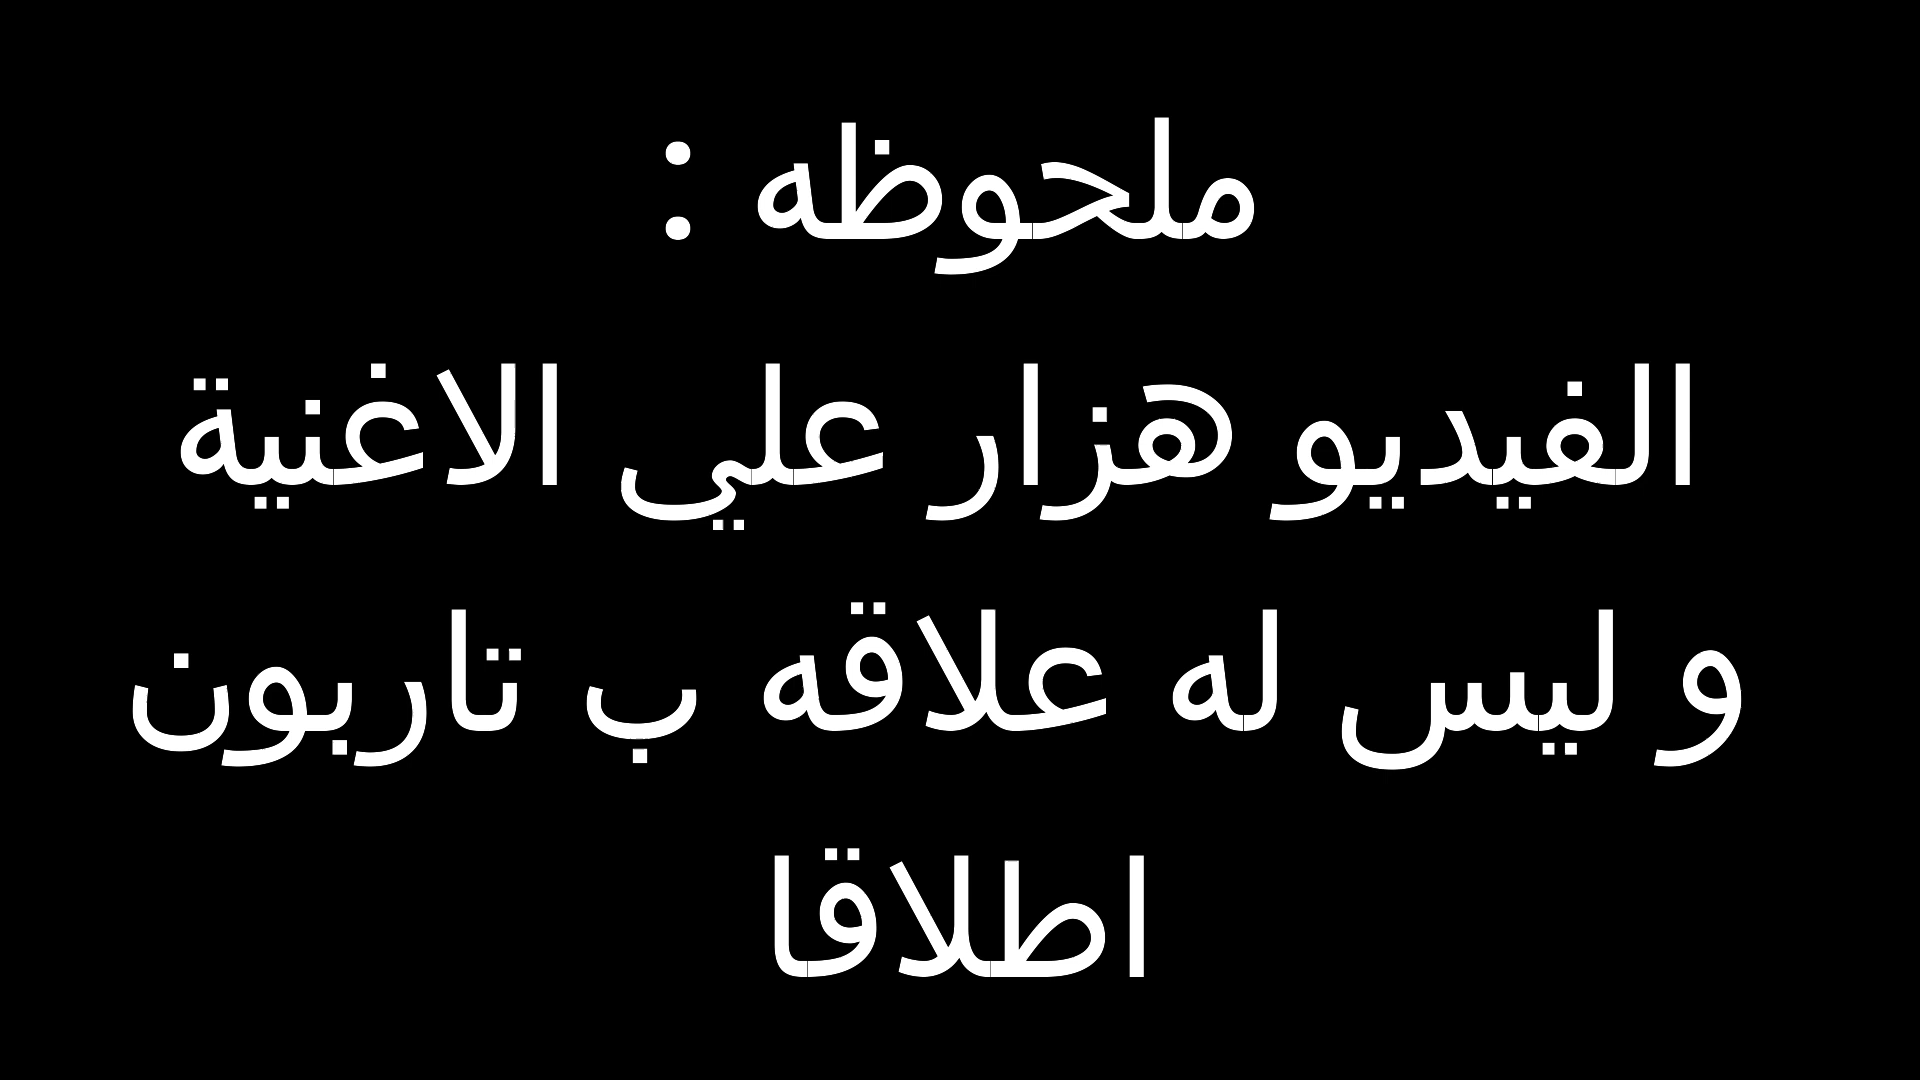 ملحوظه :
الفيديو هزار علي الاغنية
و ليس له علاقه ب تاربون
اطلاقا